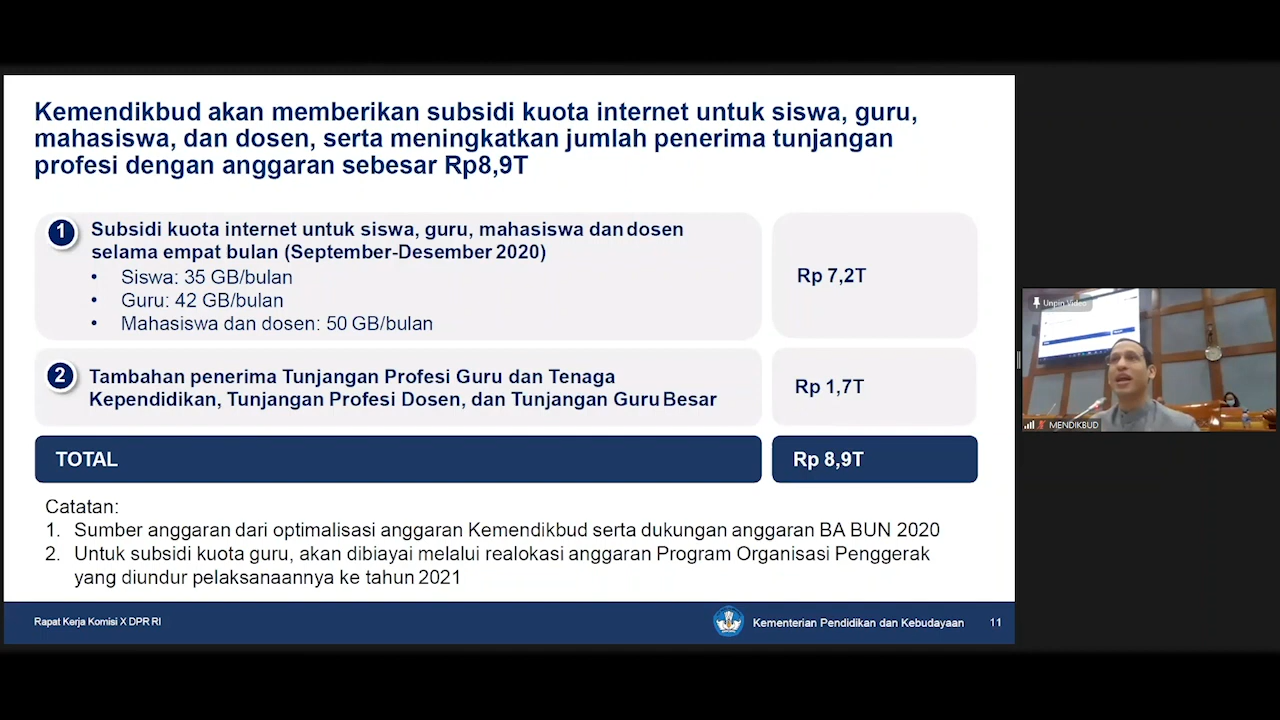 Kemendikbud akan memberikan subsidi kuota internet untuk siswa, guru,
mahasiswa, dan dosen, serta meningkatkan jumlah penerima tunjangan
profesi dengan anggaran sebesar Rp8,9T
1 Subsidi kuota internet untuk siswa, guru, mahasiswa dan dosen
selama empat bulan (September-Desember 2020)
• Siswa: 35 GB/bulan
• Guru: 42 GB/bulan
• Mahasiswa dan dosen: 50 GB/bulan
Rp 7,2T
2 Tambahan penerima Tunjangan Profesi Guru dan Tenaga
Kependidikan, Tunjangan Profesi Dosen, dan Tunjangan Guru Besar
Rp 1,7T
TOTAL
Rp 8,9T
Catatan:
1. Sumber anggaran dari optimalisasi anggaran Kemendikbud serta dukungan anggaran BA BUN 2020
2. Untuk subsidi kuota guru, akan dibiayai melalui realokasi anggaran Program Organisasi Penggerak
yang diundur pelaksanaannya ke tahun 2021
Rapat Kerja Komisi X DPR RI
Kementerian Pendidikan dan Kebudayaan
11
Unpin Video
MENDIKBUD